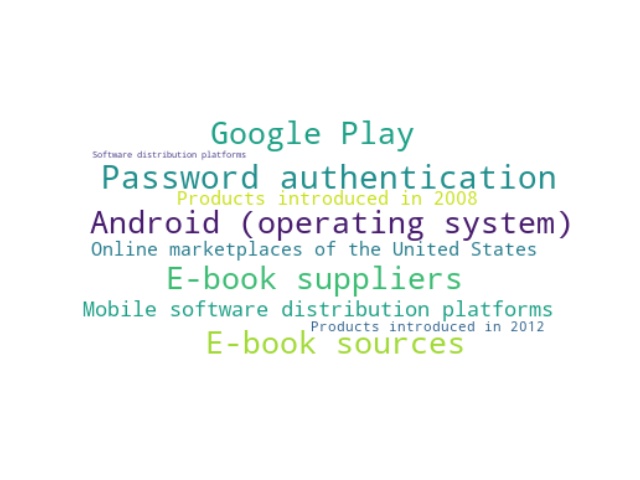 Google Play
Software distribution platforms
Password authentication
Products introduced in 2008
Android (operating system)
Online marketplaces of the United States
E-book suppliers
Mobile software distribution platforms
Products introduced in 2012
E-book sources